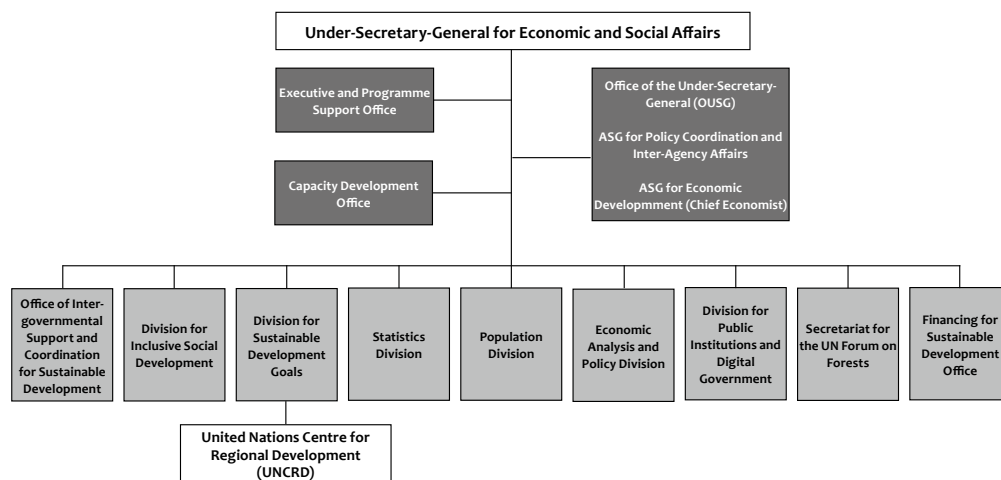 Under-Secretary-General for Economic and Social Affairs
Executive and Programme
Support Office
Office of the Under-Secretary-
General (OUSG)
ASG for Policy Coordination and
Inter-Agency Affairs
ASG for Economic
Developmment (Chief Economist)
Capacity Development
Office
Office of Inter-
governmental
Support and
Coordination
for Sustainable
Development
Division for
Inclusive Social
Development
Division for
Sustainable
Development
Goals
Statistics
Division
Population
Division
Economic
Analysis and
Policy Division
Division for
Public
Institutions and
Digital
Government
Secretariat for
the UN Forum on
Forests
Financing for
Sustainable
Development
Office
United Nations Centre for
Regional Development
(UNCRD)